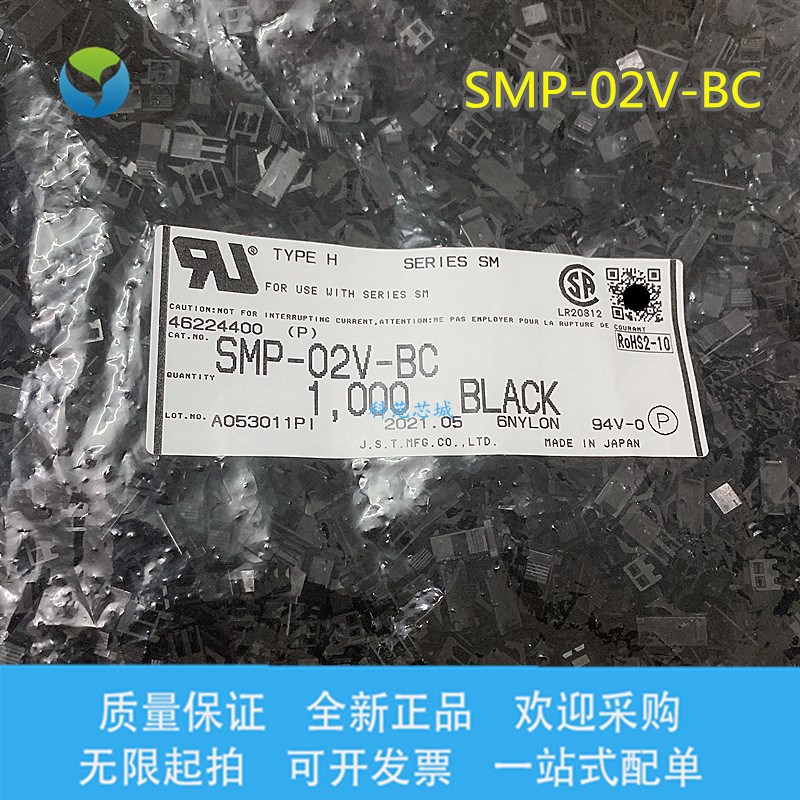 SMP-02V-BC
TYPE H SERIES SM
FOR USE WITH SERIES SM
LR20812
CAUTION:NOT FOR INTERRUPTING CURRENT,ATTENTION:NE PAS EMPLOYER POUR LA RUPTURE DE COURANT
46224400 (P)
RoHS2-10
CAT.NO. SMP-02V-BC
QUANTITY 1,000 BLACK
科芯芯城
LOT.NO. A053011PI 2021.05 6NYLON 94V-0 P
J.S.T.MFG.CO.,LTD. MADE IN JAPAN
质量保证 全新正品 欢迎采购
无限起拍 可开发票 一站式配单